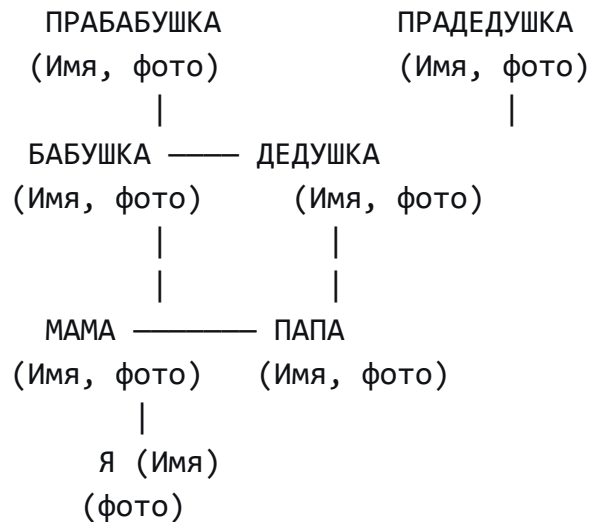 ПРАБАБУШКА ПРАДЕДУШКА
(Имя, фото) (Имя, фото)
| |
БАБУШКА ──── ДЕДУШКА
(Имя, фото) (Имя, фото)
| |
| |
МАМА ─────── ПАПА
(Имя, фото) (Имя, фото)
|
Я (Имя)
(фото)